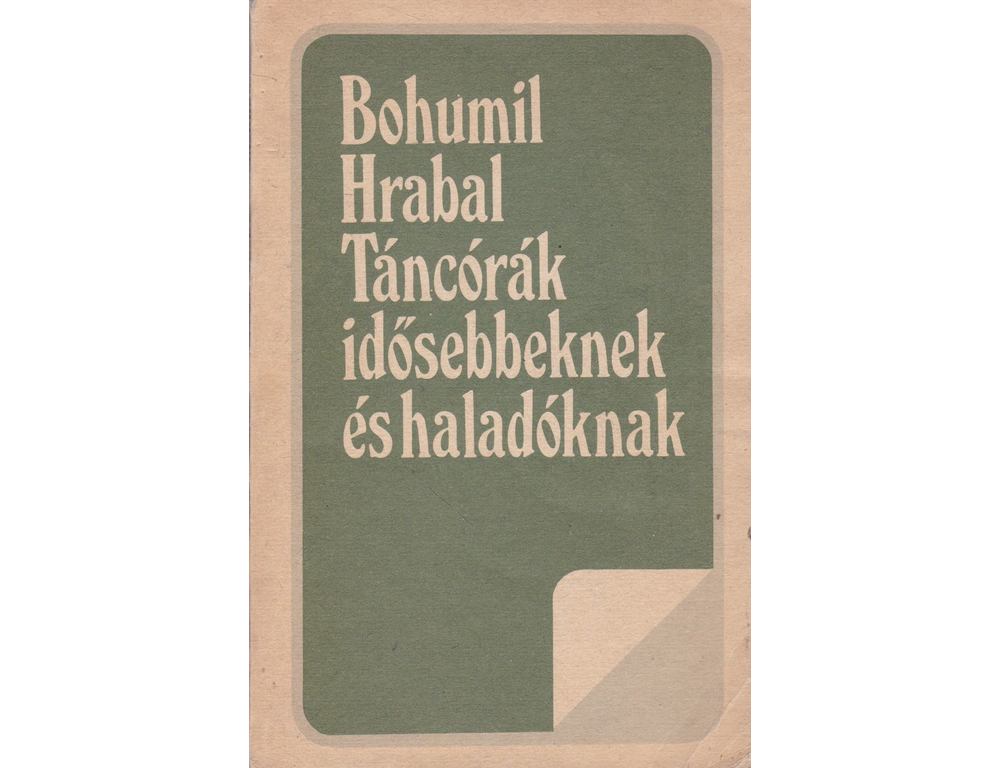 Bohumil
Hrabal
Táncórák
idősebbeknek
és haladóknak